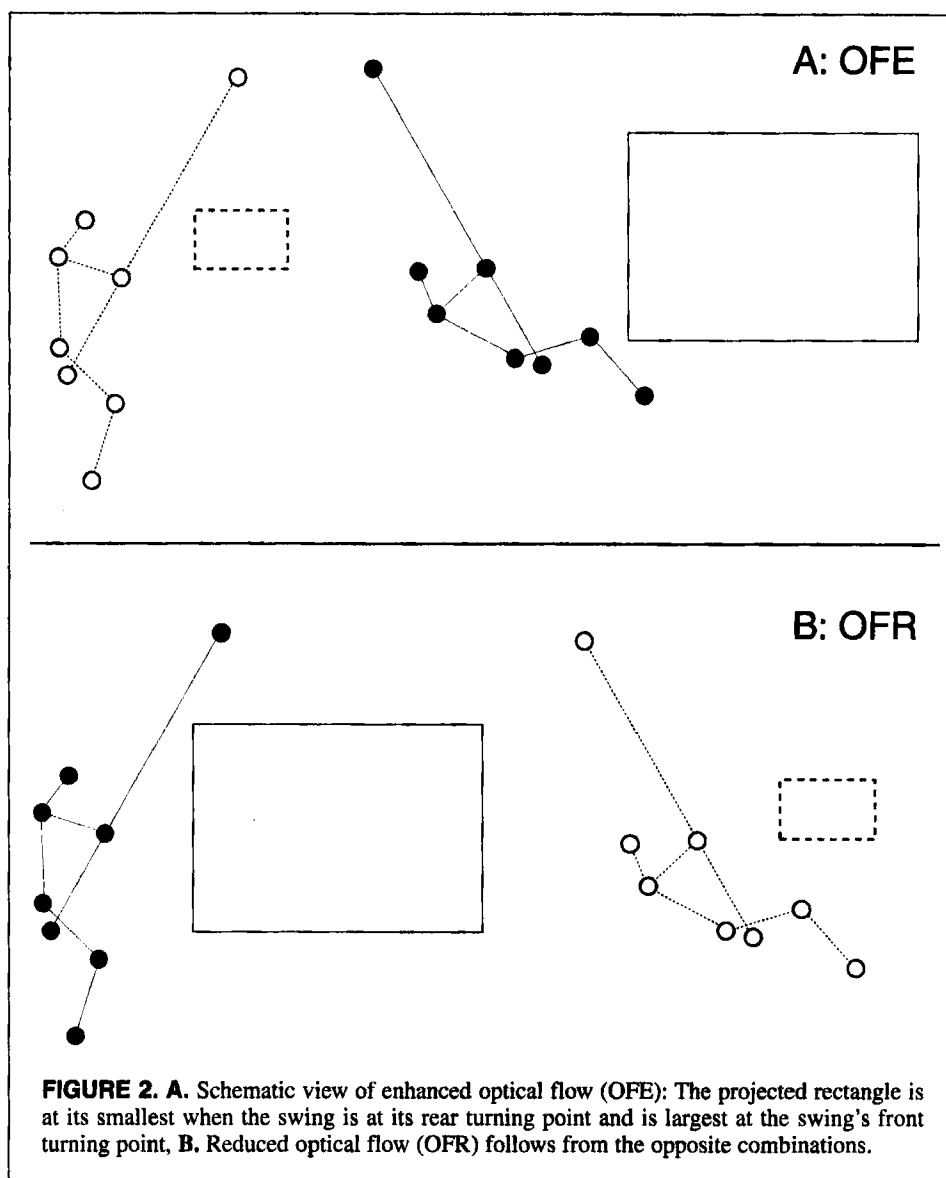 A: OFE
B: OFR
FIGURE 2. A. Schematic view of enhanced optical flow (OFE): The projected rectangle is
at its smallest when the swing is at its rear turning point and is largest at the swing's front
turning point, B. Reduced optical flow (OFR) follows from the opposite combinations.